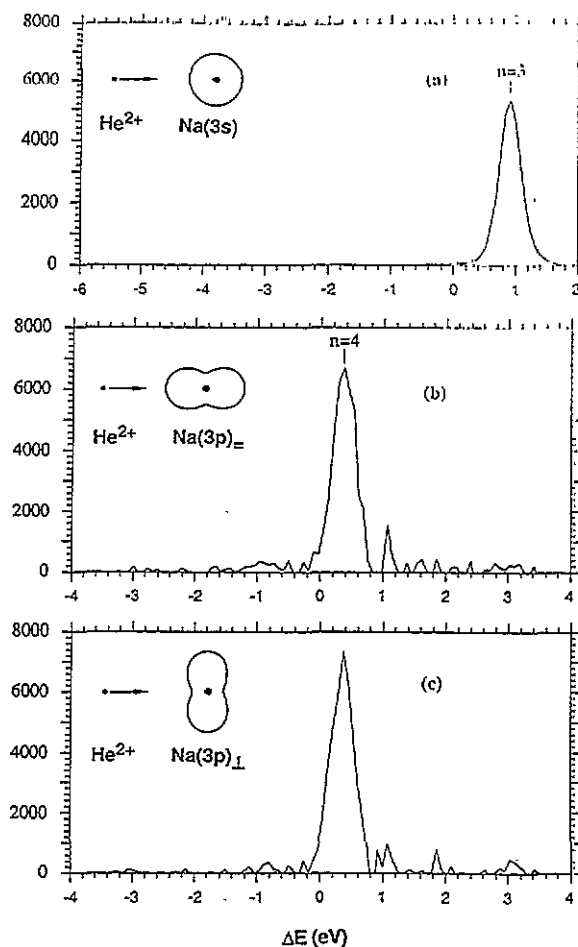 8000
6000
4000
2000
0
(a)
n=3
He2+ Na(3s)
-6 -5 -4 -3 -2 -1 0 1 2
8000
6000
4000
2000
0
n=4
(b)
He2+ Na(3p)=
-4 -3 -2 -1 0 1 2 3 4
8000
6000
4000
2000
0
(c)
He2+ Na(3p)⊥
-4 -3 -2 -1 0 1 2 3 4
ΔE (eV)